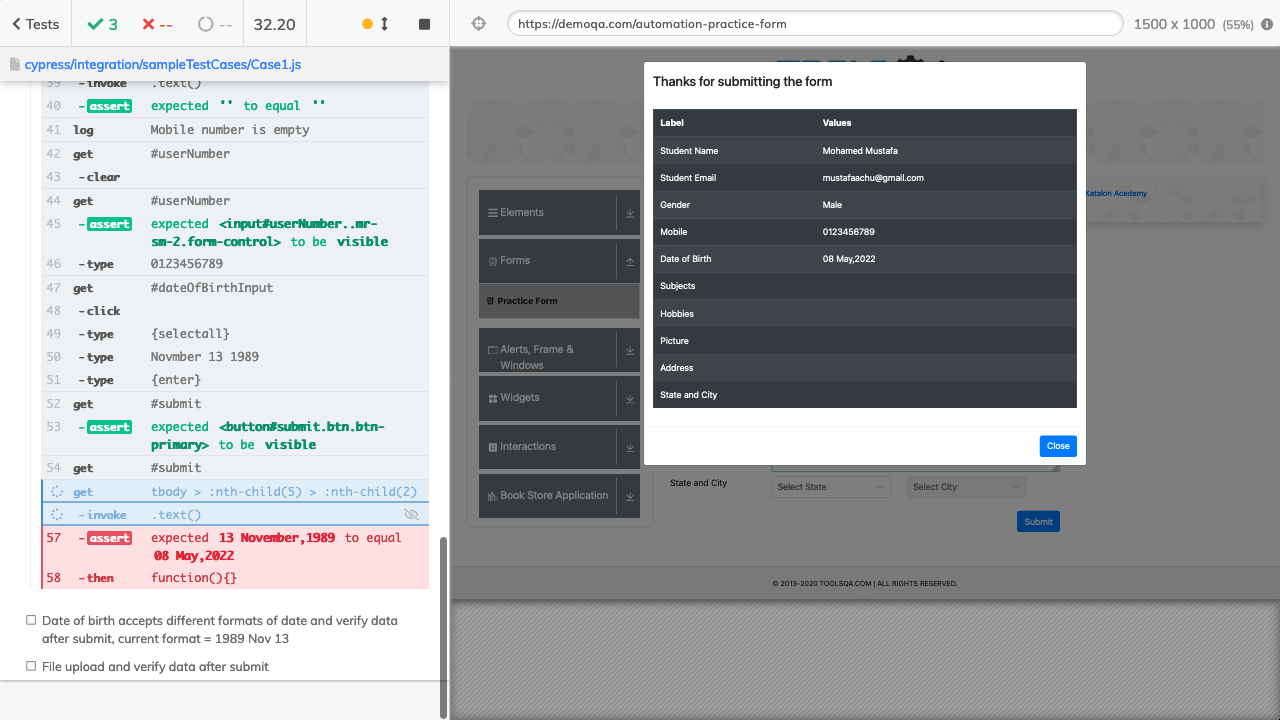 Tests
3
--
--
32.20
https://demoqa.com/automation-practice-form
1500 x 1000 (55%)
cypress/integration/sampleTestCases/Case1.js
39 -invoke .text()
40 -assert expected '' to equal ''
41 log Mobile number is empty
42 get #userNumber
43 -clear
44 get #userNumber
45 -assert expected <input#userNumber..mr-
sm-2.form-control> to be visible
46 -type 0123456789
47 get #dateOfBirthInput
48 -click
49 -type {selectall}
50 -type Novmber 13 1989
51 -type {enter}
52 get #submit
53 -assert expected <button#submit.btn.btn-
primary> to be visible
54 get #submit
get tbody > :nth-child(5) > :nth-child(2)
-invoke .text()
57 -assert expected 13 November,1989 to equal
08 May,2022
58 -then function(){}
Date of birth accepts different formats of date and verify data
after submit, current format = 1989 Nov 13
File upload and verify data after submit
Elements
Forms
Practice Form
Alerts, Frame &
Windows
Widgets
Interactions
Book Store Application
Thanks for submitting the form
Label Values
Student Name Mohamed Mustafa
Student Email mustafaachu@gmail.com
Gender Male
Mobile 0123456789
Date of Birth 08 May,2022
Subjects
Hobbies
Picture
Address
State and City
Close
Katalon Acedemy
State and City Select State Select City
Submit
© 2013-2020 TOOLSQA.COM | ALL RIGHTS RESERVED.